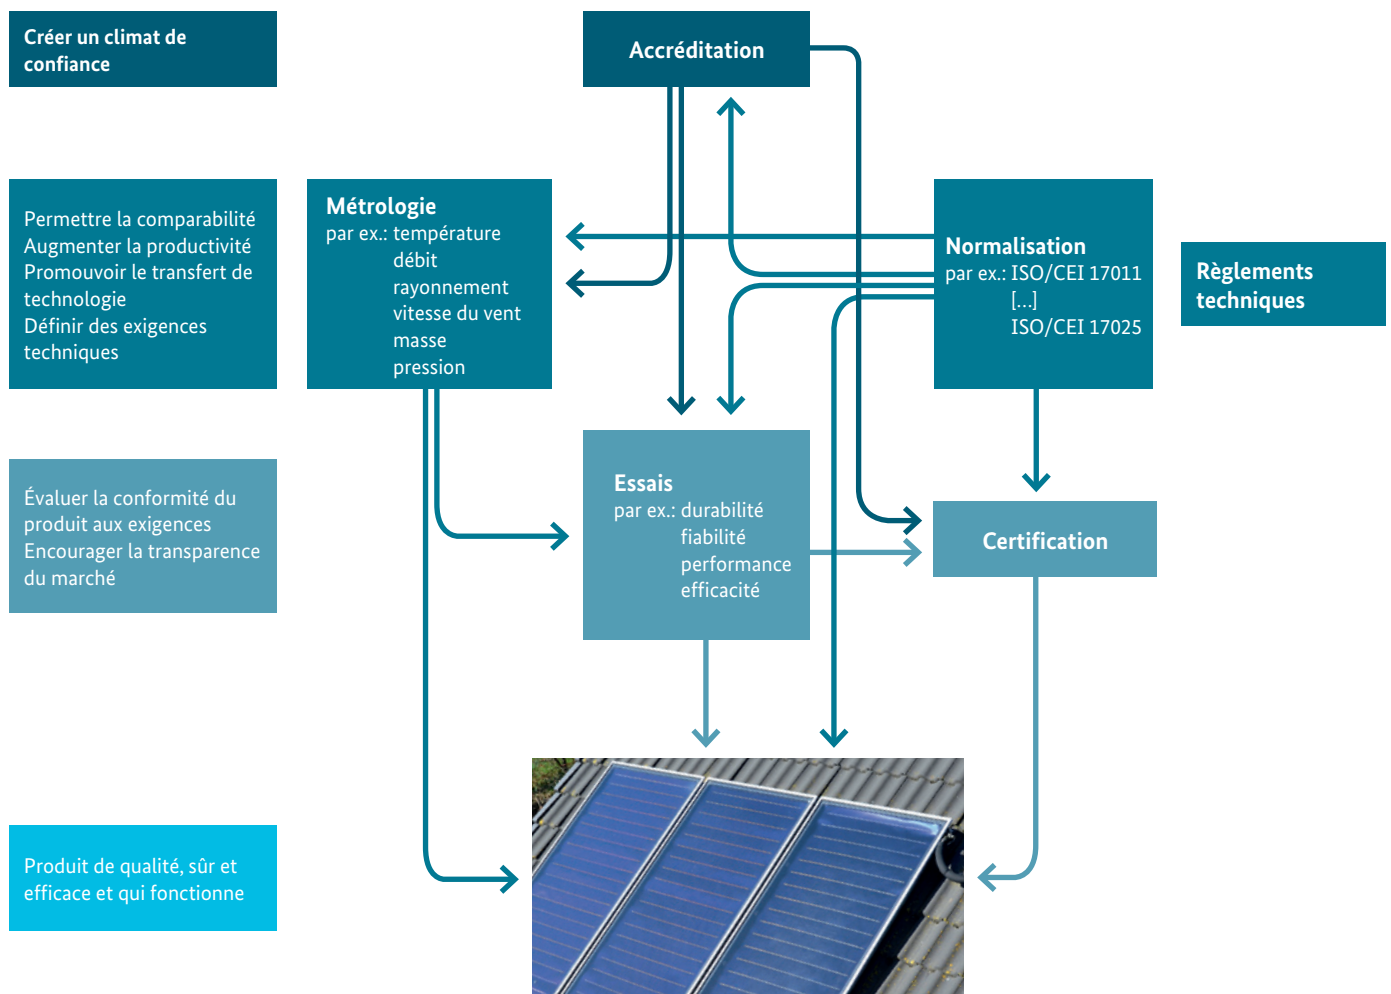 Créer un climat de
confiance
Accréditation
Permettre la comparabilité
Augmenter la productivité
Promouvoir le transfert de
technologie
Définir des exigences
techniques
Métrologie
par ex.: température
débit
rayonnement
vitesse du vent
masse
pression
Normalisation
par ex.: ISO/CEI 17011
[...]
ISO/CEI 17025
Règlements
techniques
Évaluer la conformité du
produit aux exigences
Encourager la transparence
du marché
Essais
par ex.: durabilité
fiabilité
performance
efficacité
Certification
Produit de qualité, sûr et
efficace et qui fonctionne